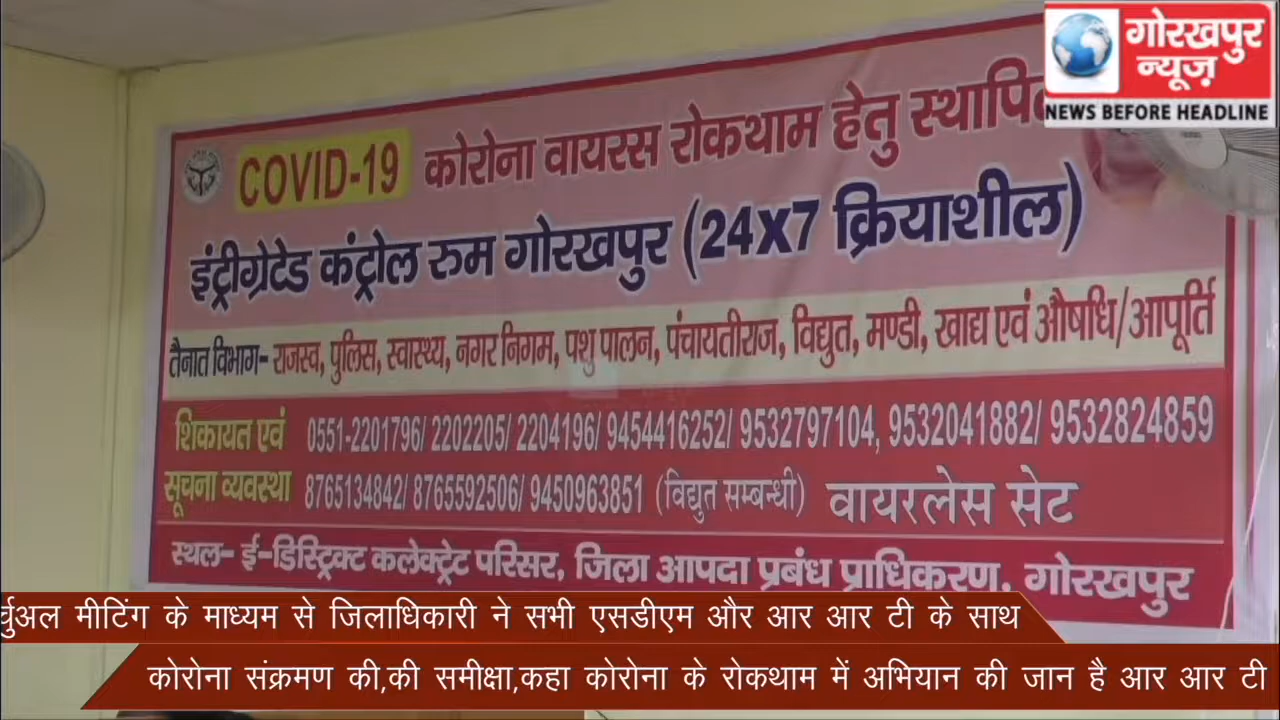 गोरखपुर
न्यूज़
NEWS BEFORE HEADLINE
COVID-19 कोरोना वायरस रोकथाम हेतु
इंट्रीग्रेटेड कंट्रोल रुम गोरखपुर (24x7 क्रियाशील)
तैनात विभाग- राजस्व, पुलिस, स्वास्थ्य, नगर निगम, पशु पालन, पंचायतीराज, विद्युत, मण्डी, खाद्य एवं औषधि/आपूर्ति
शिकायत एवं 0551-2201796/ 2202205/ 2204196/ 9454416252/ 9532797104, 9532041882/ 9532824859
सूचना व्यवस्था 8765134842/ 8765592506/ 9450963851 (विद्युत सम्बन्धी) वायरलेस सेट
स्थल- ई-डिस्ट्रिक्ट कलेक्ट्रेट परिसर, जिला आपदा प्रबंध प्राधिकरण, गोरखपुर
मीटिंग के माध्यम से जिलाधिकारी ने सभी एसडीएम और आर आर टी के साथ
कोरोना संक्रमण की,की समीक्षा,कहा कोरोना के रोकथाम में अभियान की जान है आर आर टी